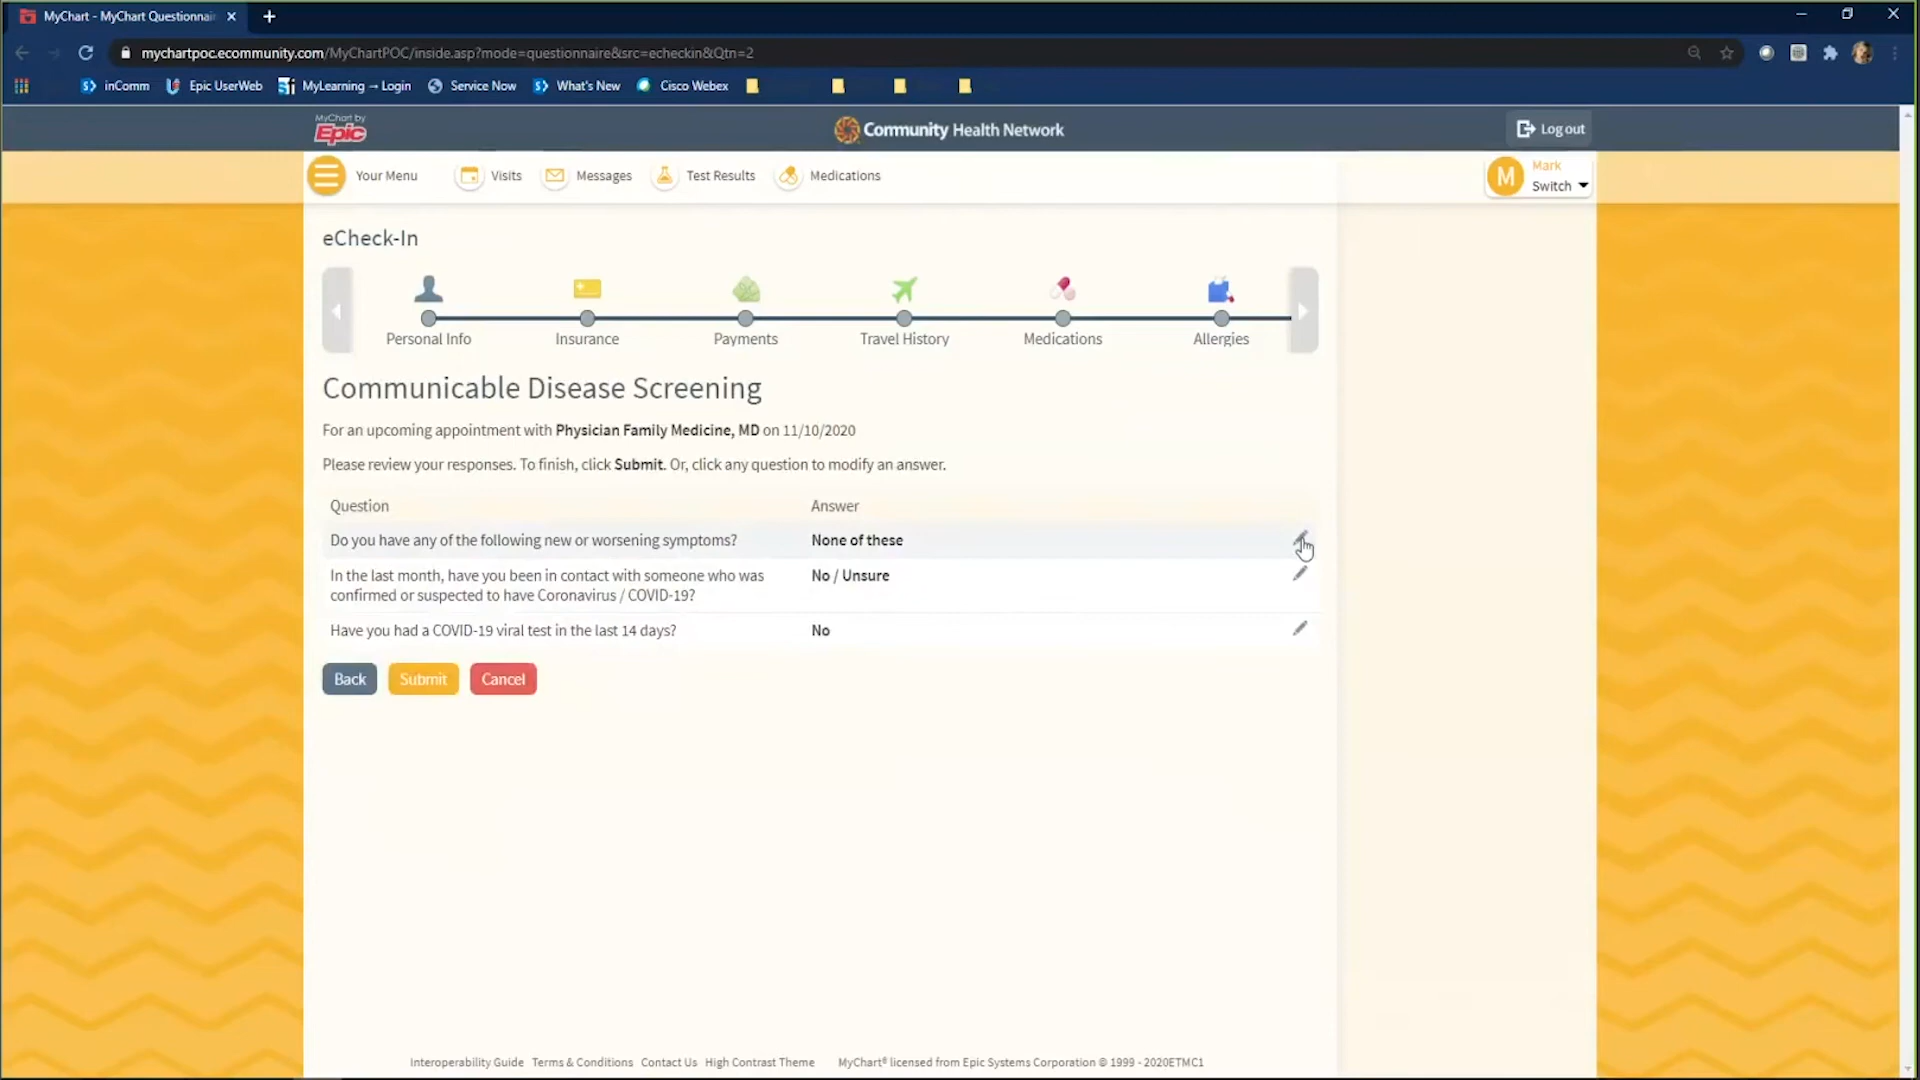 MyChart - MyChart Questionnai
mychartpoc.ecommunity.com/MyChartPOC/inside.asp?mode=questionnaire&src=echeckin&Qtn=2
inComm Epic UserWeb MyLearning → Login Service Now What's New Cisco Webex
MyChart by
Epic
Community Health Network
Log out
Your Menu Visits Messages Test Results Medications
M
Mark
Switch
eCheck-In
Personal Info Insurance Payments Travel History Medications Allergies
Communicable Disease Screening
For an upcoming appointment with Physician Family Medicine, MD on 11/10/2020
Please review your responses. To finish, click Submit. Or, click any question to modify an answer.
Question Answer
Do you have any of the following new or worsening symptoms? None of these
In the last month, have you been in contact with someone who was No / Unsure
confirmed or suspected to have Coronavirus / COVID-19?
Have you had a COVID-19 viral test in the last 14 days? No
Back Submit Cancel
Interoperability Guide Terms & Conditions Contact Us High Contrast Theme MyChart® licensed from Epic Systems Corporation © 1999 - 2020ETMC1